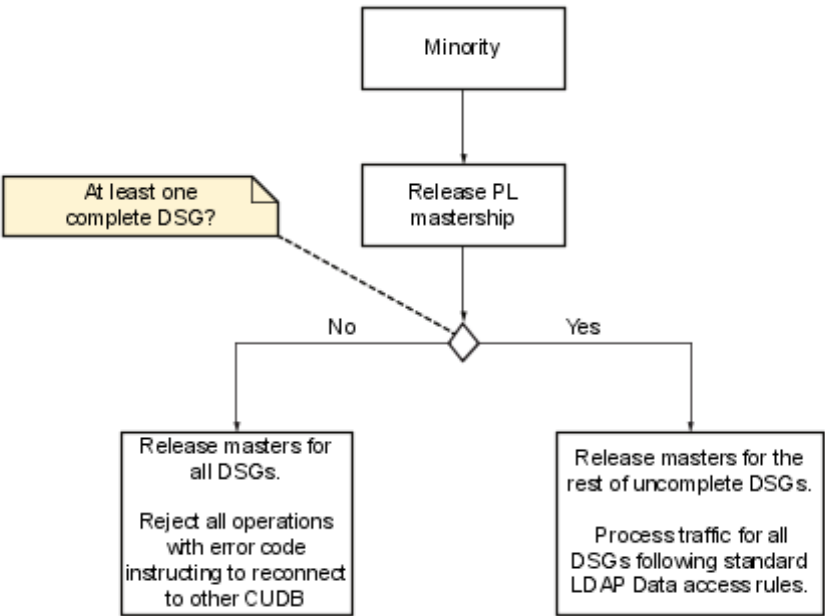 Minority
At least one
complete DSG?
Release PL
mastership
No
Yes
Release masters for
all DSGs.
Reject all operations
with error code
instructing to reconnect
to other CUDB
Release masters for the
rest of uncomplete DSGs.
Process traffic for all
DSGs following standard
LDAP Data access rules.